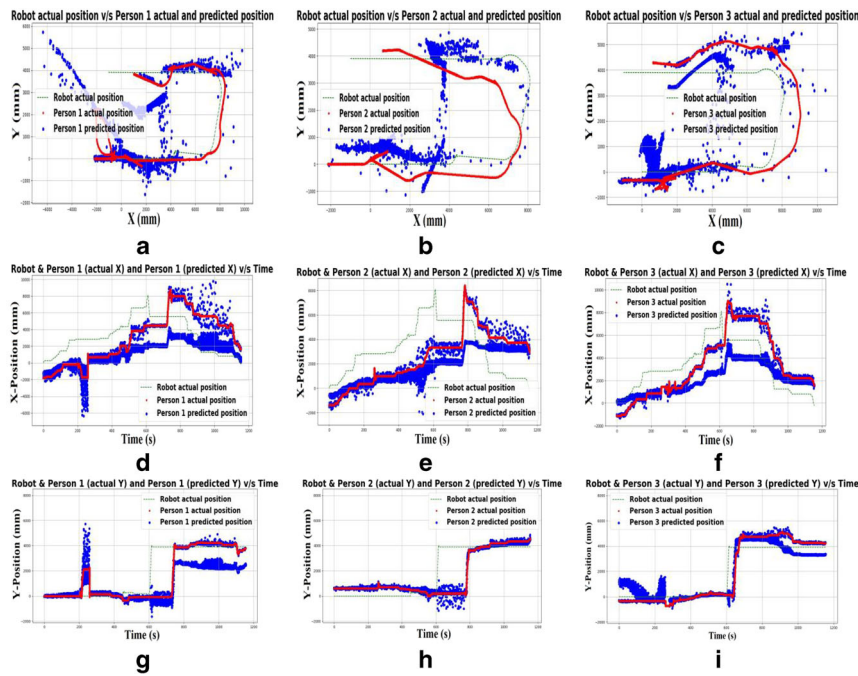 Robot actual position v/s Person 1 actual and predicted position
Robot actual position v/s Person 2 actual and predicted position
Robot actual position v/s Person 3 actual and predicted position
Y (mm)
Robot actual position
Person 1 actual position
Person 1 predicted position
X (mm)
a
Y (mm)
Robot actual position
Person 2 actual position
Person 2 predicted position
X (mm)
b
Y (mm)
Robot actual position
Person 3 actual position
Person 3 predicted position
X (mm)
c
Robot & Person 1 (actual X) and Person 1 (predicted X) v/s Time
X-Position (mm)
Robot actual position
Person 1 actual position
Person 1 predicted position
Time (s)
d
Robot & Person 2 (actual X) and Person 2 (predicted X) v/s Time
X-Position (mm)
Robot actual position
Person 2 actual position
Person 2 predicted position
Time (s)
e
Robot & Person 3 (actual X) and Person 3 (predicted X) v/s Time
X-Position (mm)
Robot actual position
Person 3 actual position
Person 3 predicted position
Time (s)
f
Robot & Person 1 (actual Y) and Person 1 (predicted Y) v/s Time
Y-Position (mm)
Robot actual position
Person 1 actual position
Person 1 predicted position
Time (s)
g
Robot & Person 2 (actual Y) and Person 2 (predicted Y) v/s Time
Y-Position (mm)
Robot actual position
Person 2 actual position
Person 2 predicted position
Time (s)
h
Robot & Person 3 (actual Y) and Person 3 (predicted Y) v/s Time
Y-Position (mm)
Robot actual position
Person 3 actual position
Person 3 predicted position
Time (s)
i